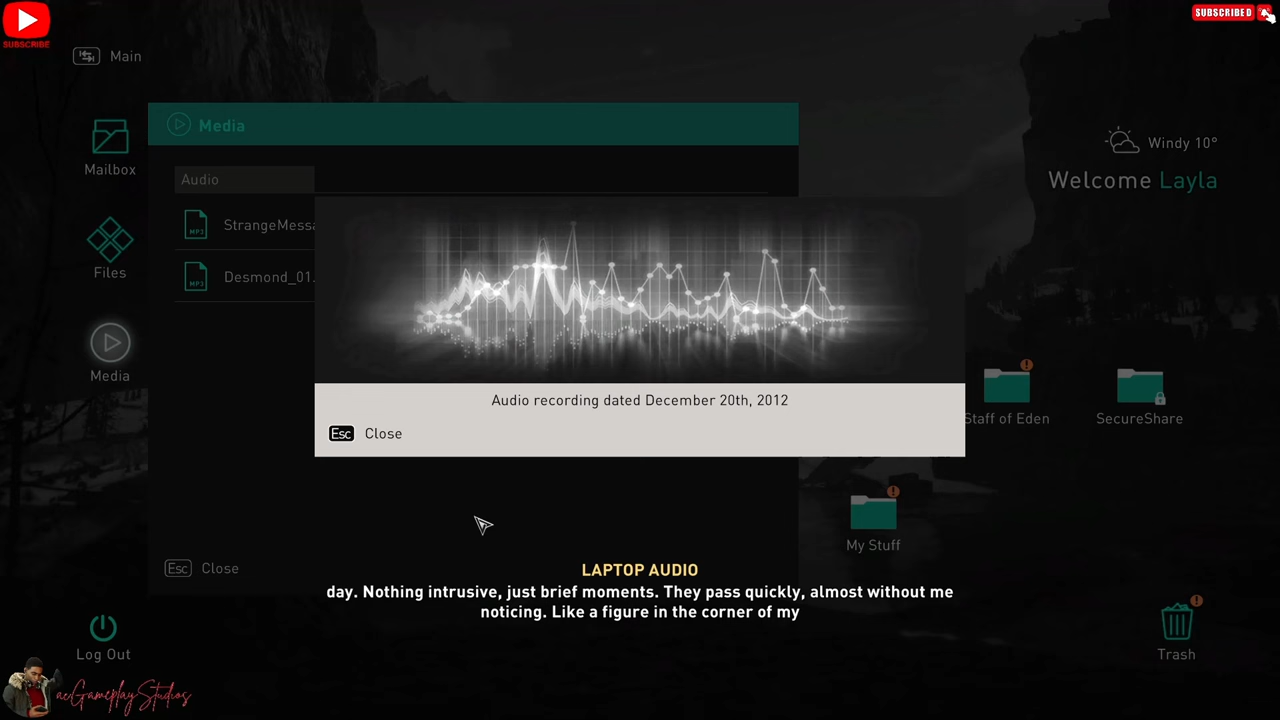 SUBSCRIBE
SUBSCRIBED
Main
Media
Mailbox
Audio
Windy 10°
Welcome Layla
MP3 StrangeMessa
Files
MP3 Desmond_01.
Media
Audio recording dated December 20th, 2012
Esc Close
Staff of Eden
SecureShare
My Stuff
Esc Close
LAPTOP AUDIO
day. Nothing intrusive, just brief moments. They pass quickly, almost without me
noticing. Like a figure in the corner of my
Log Out
Trash
acGameplayStudios